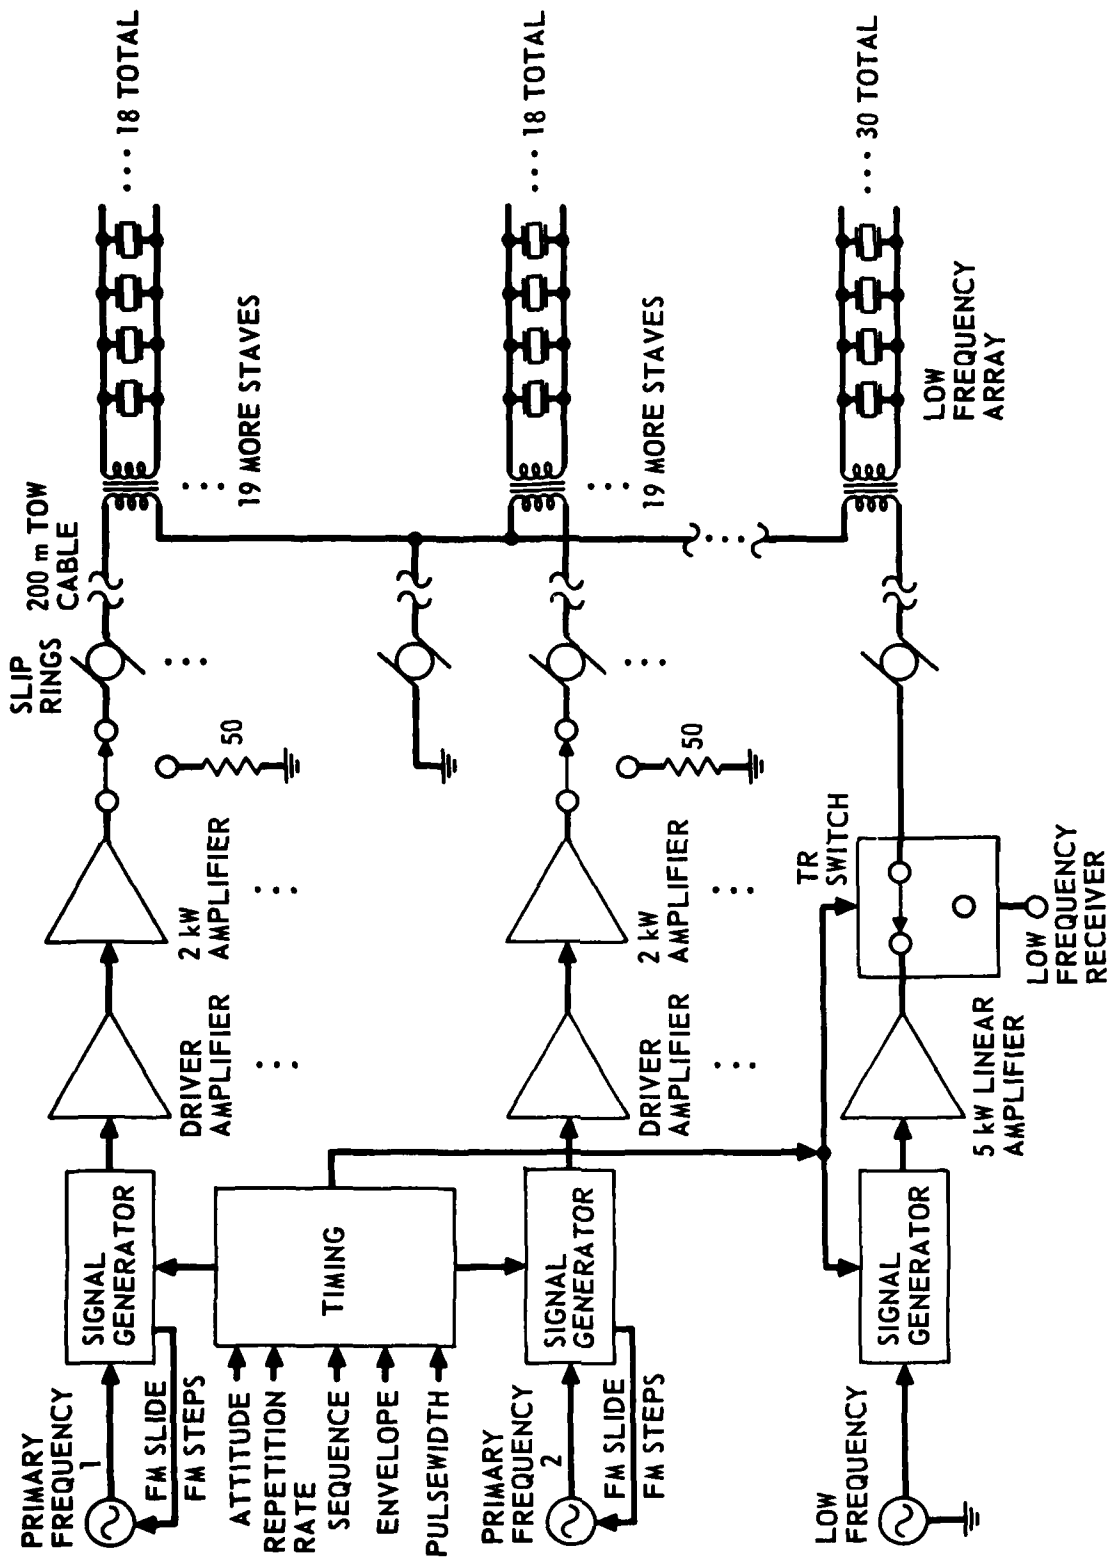 PRIMARY
FREQUENCY
1
FM SLIDE
FM STEPS
SIGNAL
GENERATOR
DRIVER
AMPLIFIER
2 kW
AMPLIFIER
50
SLIP
RINGS
200 m TOW
CABLE
18 TOTAL
19 MORE STAVES
ATTITUDE
REPETITION
RATE
SEQUENCE
ENVELOPE
PULSEWIDTH
TIMING
PRIMARY
FREQUENCY
2
FM SLIDE
FM STEPS
SIGNAL
GENERATOR
DRIVER
AMPLIFIER
2 kW
AMPLIFIER
50
18 TOTAL
19 MORE STAVES
LOW
FREQUENCY
SIGNAL
GENERATOR
5 kW LINEAR
AMPLIFIER
TR
SWITCH
LOW
FREQUENCY
RECEIVER
30 TOTAL
LOW
FREQUENCY
ARRAY